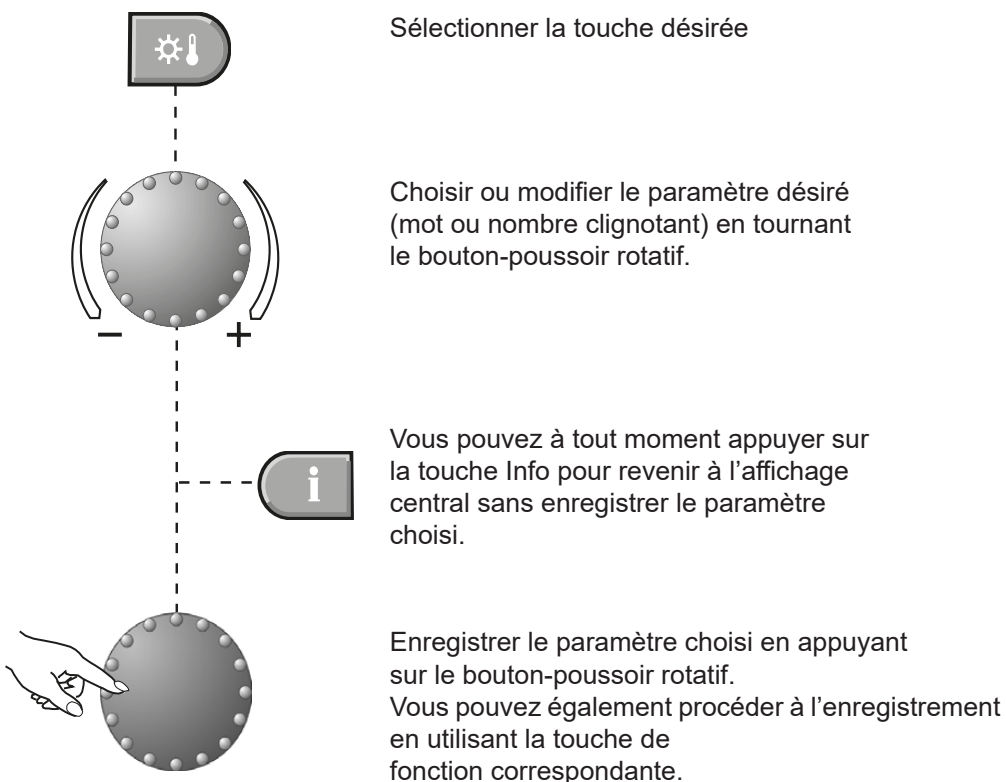 Sélectionner la touche désirée
Choisir ou modifier le paramètre désiré
(mot ou nombre clignotant) en tournant
le bouton-poussoir rotatif.
– +
Vous pouvez à tout moment appuyer sur
la touche Info pour revenir à l’affichage
central sans enregistrer le paramètre
choisi.
i
Enregistrer le paramètre choisi en appuyant
sur le bouton-poussoir rotatif.
Vous pouvez également procéder à l’enregistrement
en utilisant la touche de
fonction correspondante.